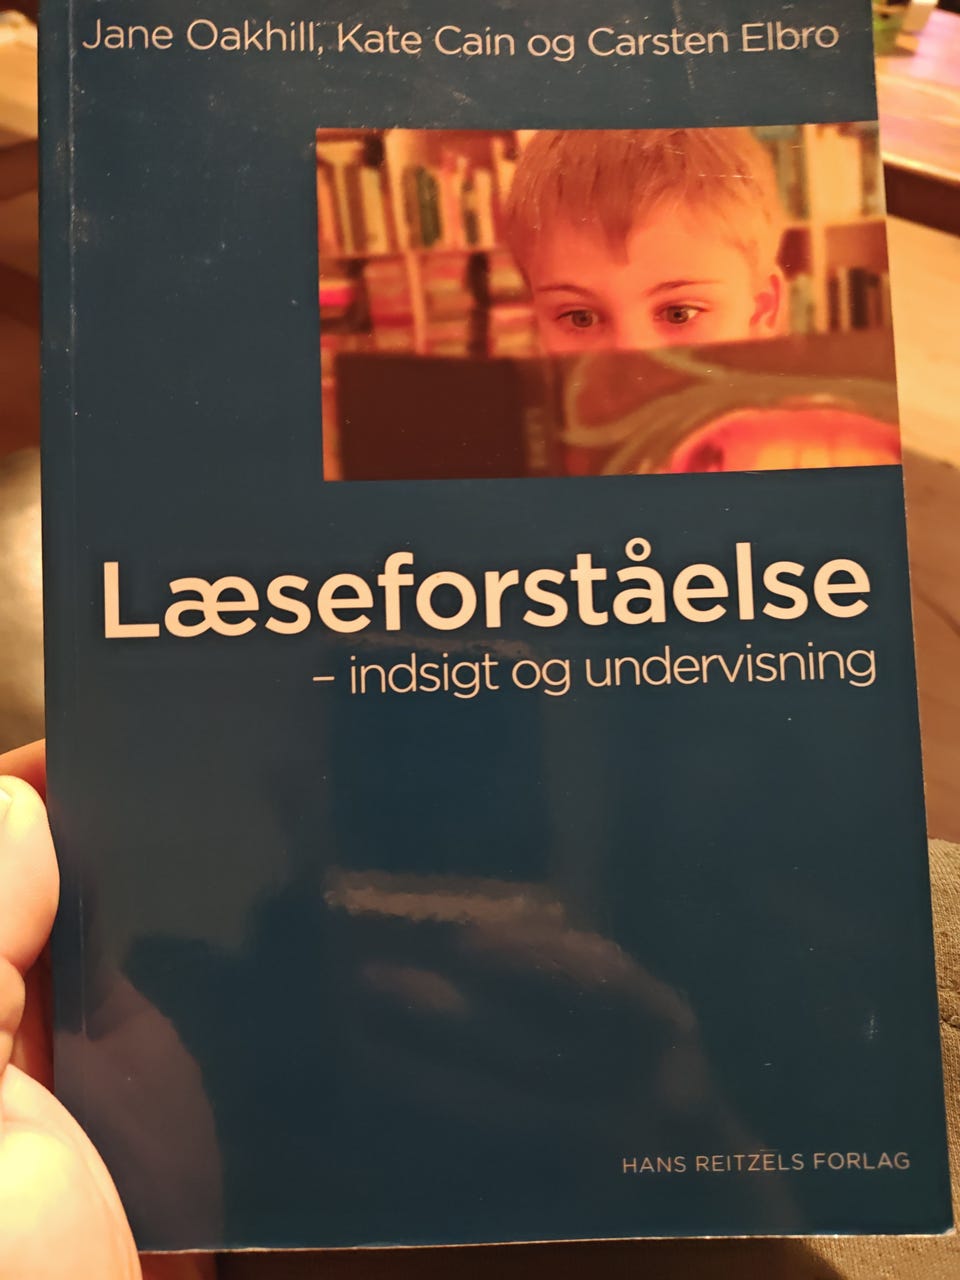 Jane Oakhill, Kate Cain og Carsten Elbro
Læseforståelse
– indsigt og undervisning
HANS REITZELS FORLAG